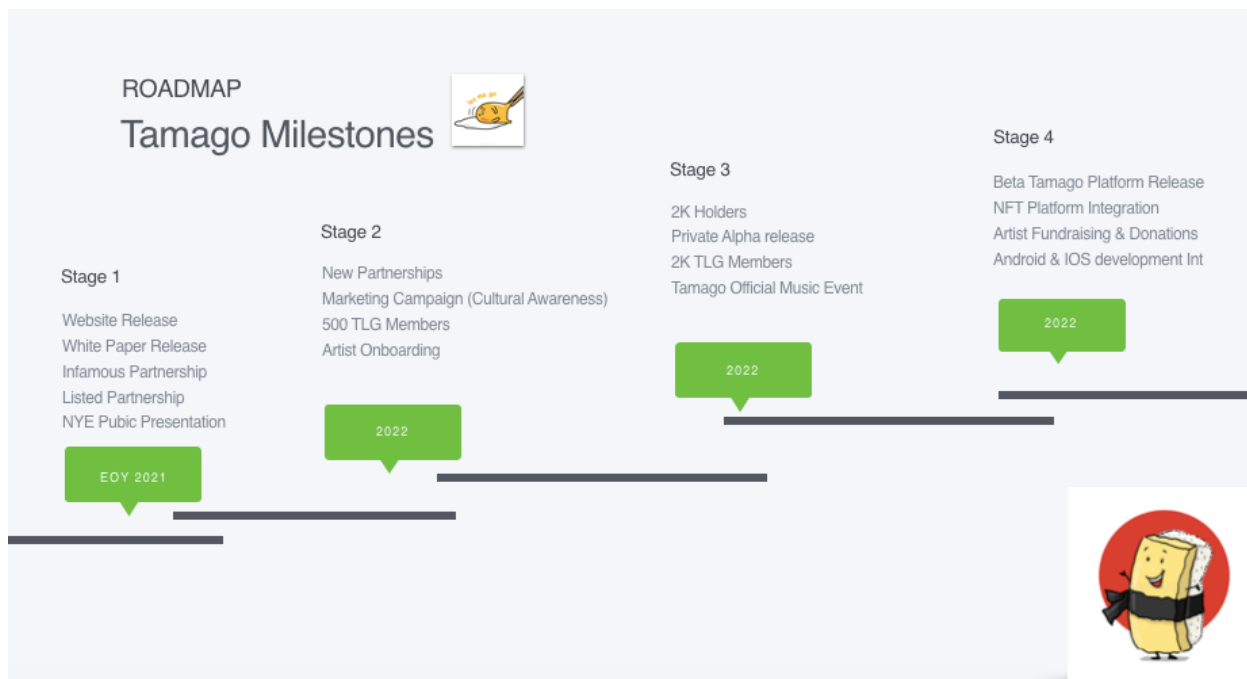 ROADMAP
Tamago Milestones
let me go
Stage 1
Website Release
White Paper Release
Infamous Partnership
Listed Partnership
NYE Pubic Presentation
EOY 2021
Stage 2
New Partnerships
Marketing Campaign (Cultural Awareness)
500 TLG Members
Artist Onboarding
2022
Stage 3
2K Holders
Private Alpha release
2K TLG Members
Tamago Official Music Event
2022
Stage 4
Beta Tamago Platform Release
NFT Platform Integration
Artist Fundraising & Donations
Android & IOS development Int
2022